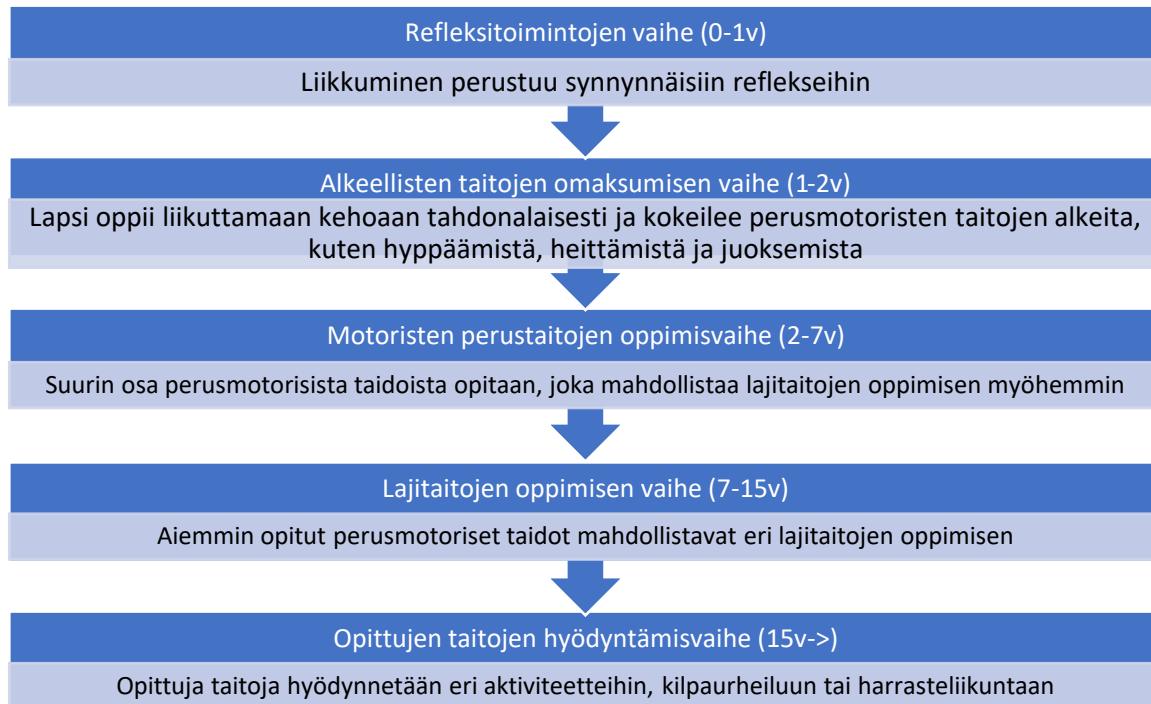 Refleksitoimintojen vaihe (0-1v)
Liikkuminen perustuu synnynnäisiin reflekseihin
Alkeellisten taitojen omaksumisen vaihe (1-2v)
Lapsi oppii liikuttamaan kehoaan tahdonalaisesti ja kokeilee perusmotoristen taitojen alkeita,
kuten hyppäämistä, heittämistä ja juoksemista
Motoristen perustaitojen oppimisvaihe (2-7v)
Suurin osa perusmotorisista taidoista opitaan, joka mahdollistaa lajitaitojen oppimisen myöhemmin
Lajitaitojen oppimisen vaihe (7-15v)
Aiemmin opitut perusmotoriset taidot mahdollistavat eri lajitaitojen oppimisen
Opittujen taitojen hyödyntämisvaihe (15v->)
Opittuja taitoja hyödynnetään eri aktiviteetteihin, kilpaurheiluun tai harrasteliikuntaan